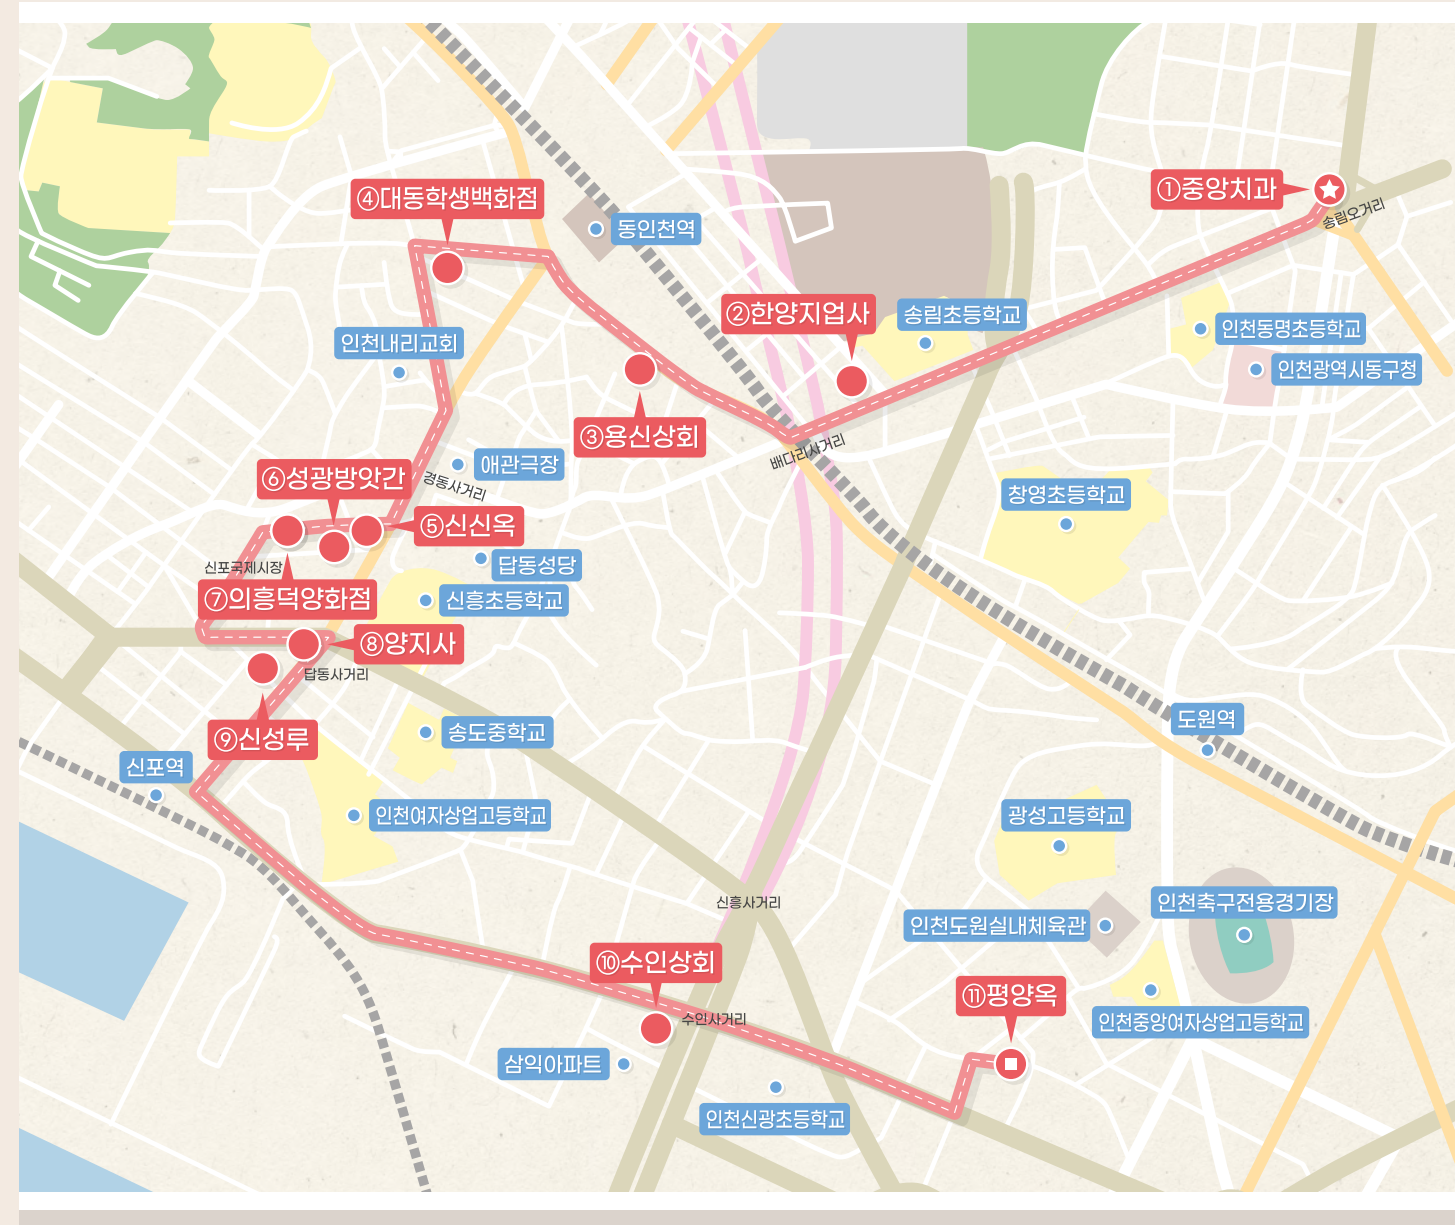 ①중앙치과
송림오거리
④대동학생백화점
동인천역
②한양지업사
송림초등학교
인천동명초등학교
인천광역시동구청
인천내리교회
③용신상회
배다리사거리
애관극장
경동사거리
⑥성광방앗간
⑤신신옥
창영초등학교
답동성당
신포국제시장
⑦의흥덕양화점
신흥초등학교
⑧양지사
답동사거리
⑨신성루
송도중학교
도원역
신포역
인천여자상업고등학교
광성고등학교
신흥사거리
인천축구전용경기장
인천도원실내체육관
⑩수인상회
수인사거리
⑪평양옥
인천중앙여자상업고등학교
삼익아파트
인천신광초등학교